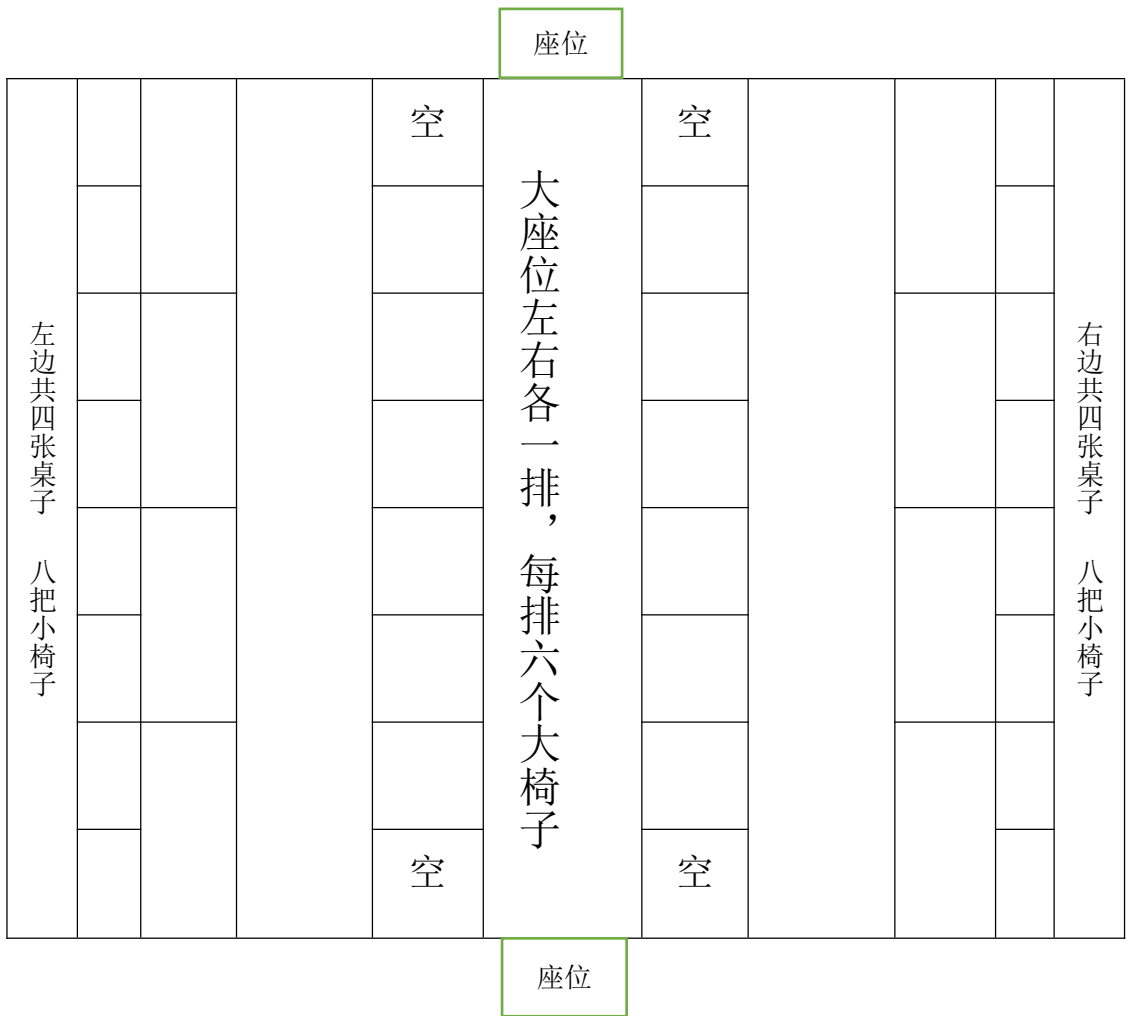 座位
空
空
大座位左右各一排，每排六个大椅子
左边共四张桌子 八把小椅子
右边共四张桌子 八把小椅子
空
空
座位